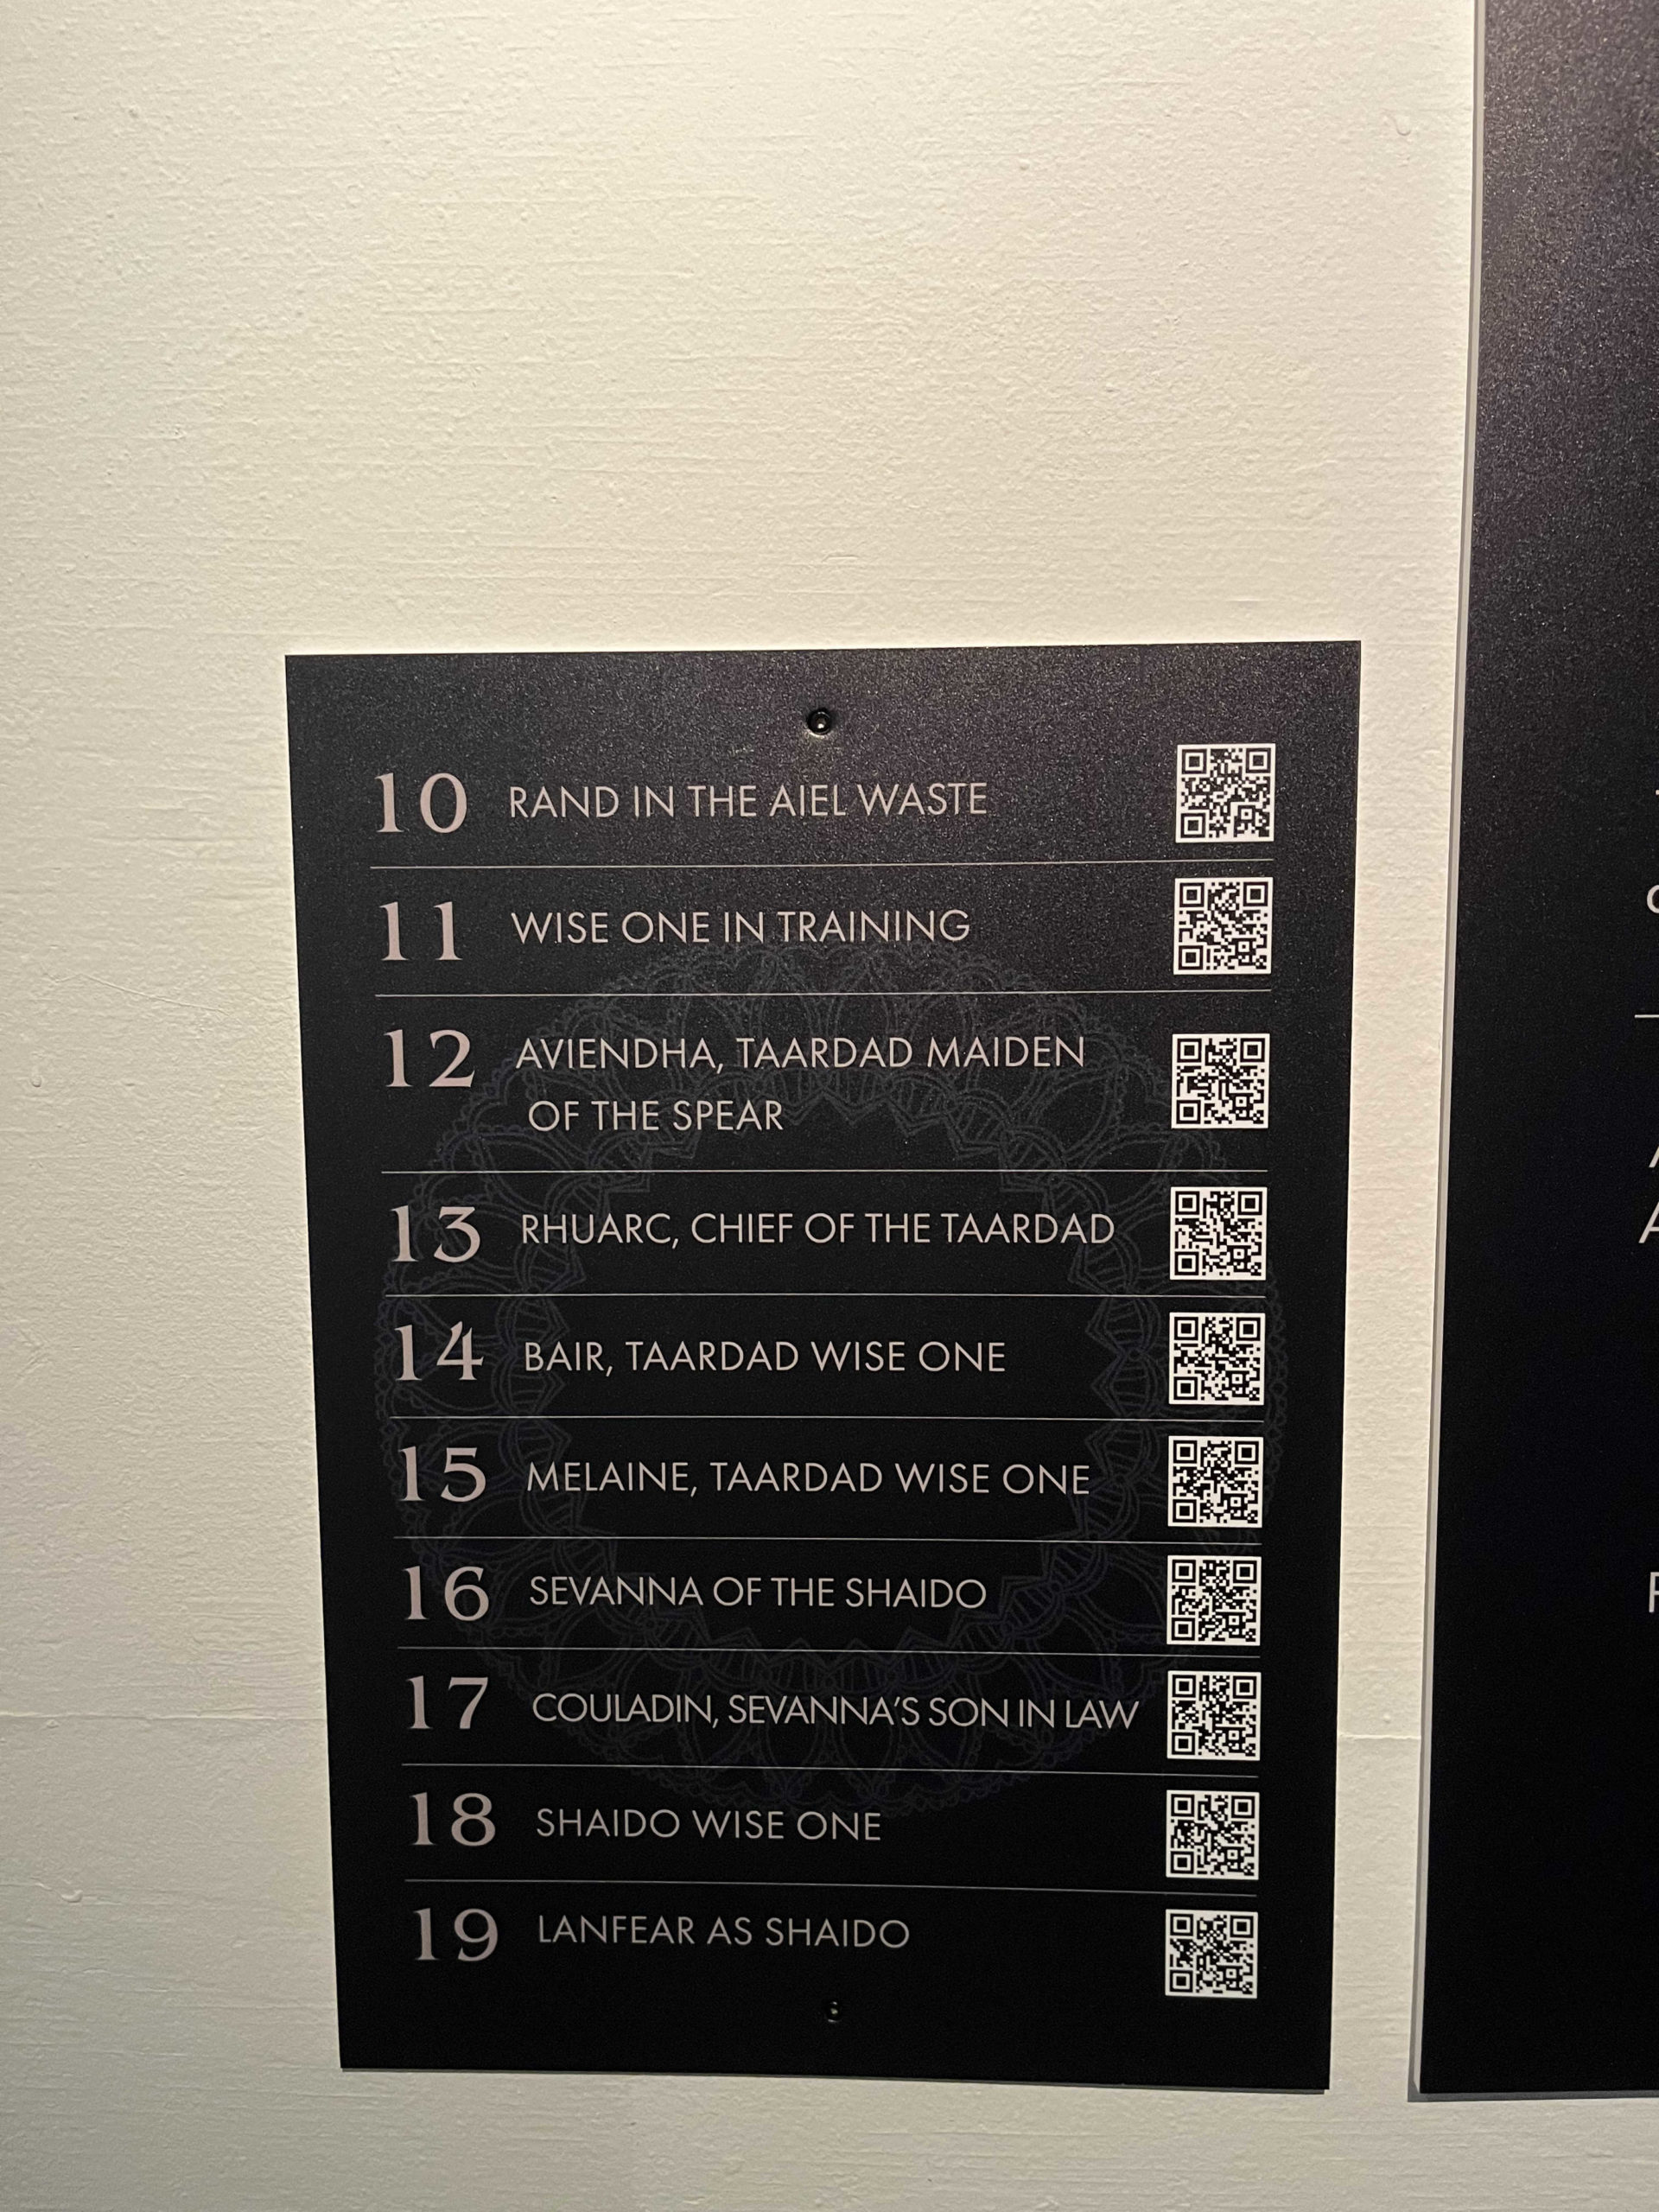 10 RAND IN THE AIEL WASTE
11 WISE ONE IN TRAINING
12 AVIENDHA, TAARDAD MAIDEN
OF THE SPEAR
13 RHUARC, CHIEF OF THE TAARDAD
14 BAIR, TAARDAD WISE ONE
15 MELAINE, TAARDAD WISE ONE
16 SEVANNA OF THE SHAIDO
17 COULADIN, SEVANNA'S SON IN LAW
18 SHAIDO WISE ONE
19 LANFEAR AS SHAIDO